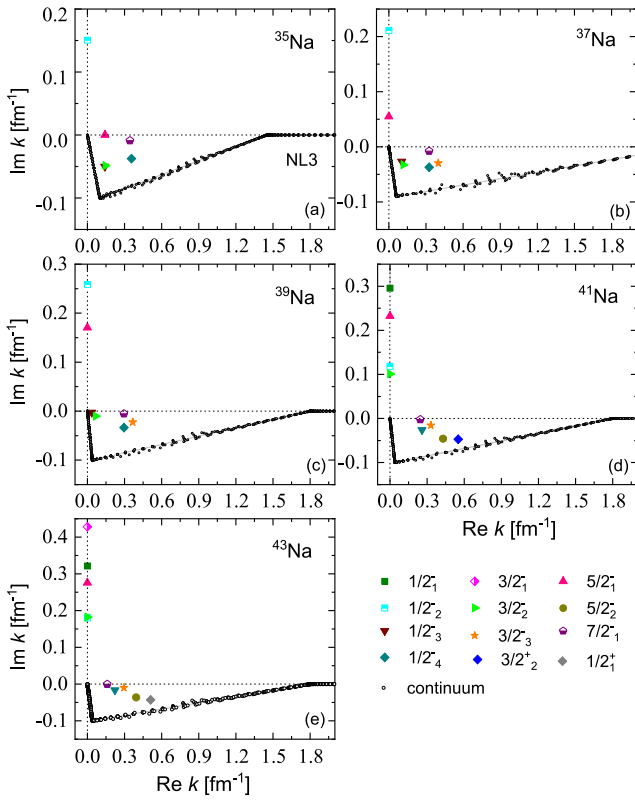 ³⁵Na
0.1
0.0
-0.1
NL3
(a)
0.0 0.3 0.6 0.9 1.2 1.5 1.8
Im k [fm⁻¹]
³⁷Na
0.2
0.1
0.0
-0.1
(b)
0.0 0.3 0.6 0.9 1.2 1.5 1.8
³⁹Na
0.3
0.2
0.1
0.0
-0.1
(c)
0.0 0.3 0.6 0.9 1.2 1.5 1.8
Im k [fm⁻¹]
⁴¹Na
0.3
0.2
0.1
0.0
-0.1
(d)
0.0 0.3 0.6 0.9 1.2 1.5 1.8
Re k [fm⁻¹]
⁴³Na
0.4
0.3
0.2
0.1
0.0
-0.1
(e)
0.0 0.3 0.6 0.9 1.2 1.5 1.8
Im k [fm⁻¹]
Re k [fm⁻¹]
1/2⁻₁ 3/2⁻₁ 5/2⁻₁
1/2⁻₂ 3/2⁻₂ 5/2⁻₂
1/2⁻₃ 3/2⁻₃ 7/2⁻₁
1/2⁻₄ 3/2⁺₂ 1/2⁺₁
continuum